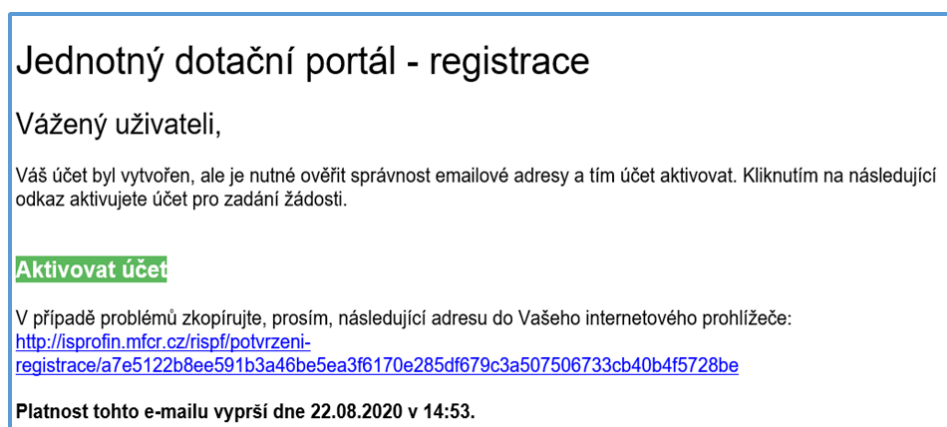 Jednotný dotační portál - registrace
Vážený uživateli,
Váš účet byl vytvořen, ale je nutné ověřit správnost emailové adresy a tím účet aktivovat. Kliknutím na následující
odkaz aktivujete účet pro zadání žádosti.
Aktivovat účet
V případě problémů zkopírujte, prosím, následující adresu do Vašeho internetového prohlížeče:
http://isprofin.mfcr.cz/rispf/potvrzeni-
registrace/a7e5122b8ee591b3a46be5ea3f6170e285df679c3a507506733cb40b4f5728be
Platnost tohto e-mailu vyprší dne 22.08.2020 v 14:53.